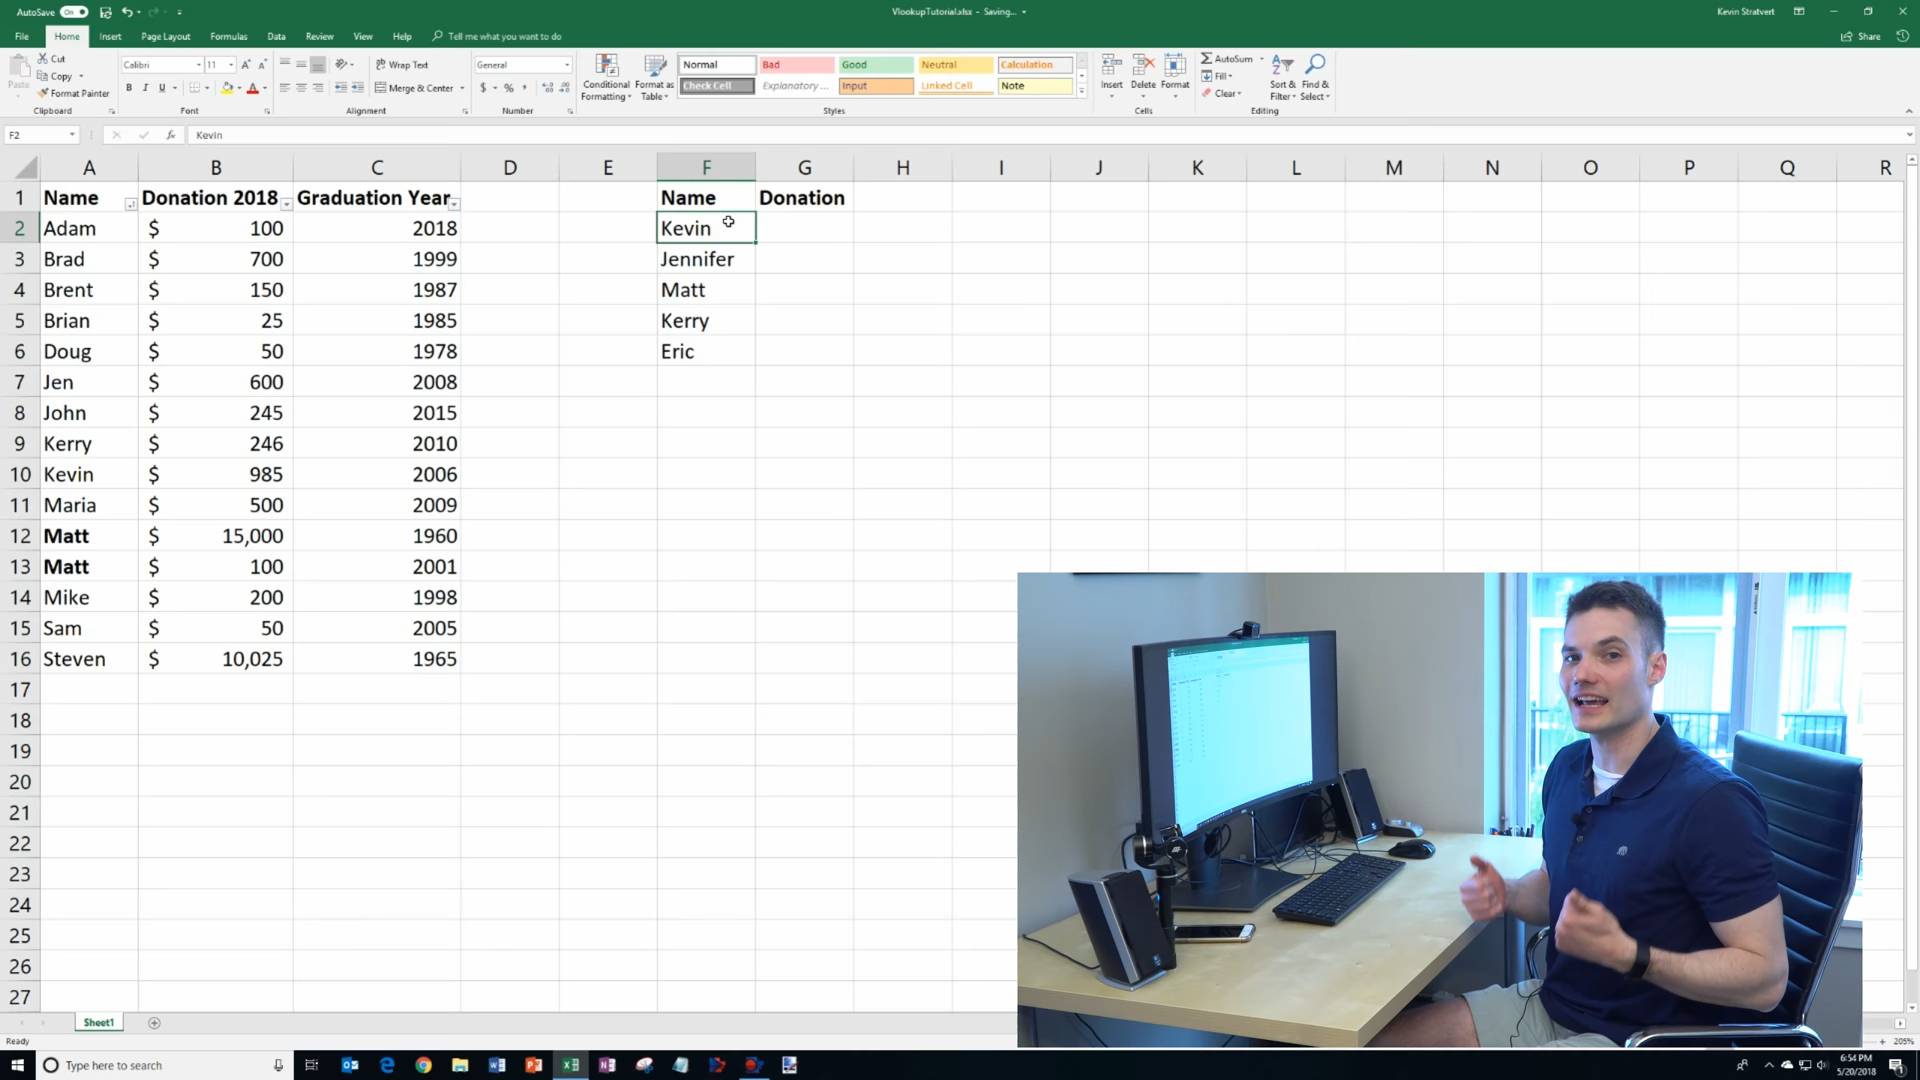 AutoSave On VlookupTutorial.xlsx - Saving... Kevin Stratvert
File Home Insert Page Layout Formulas Data Review View Help Tell me what you want to do Share
Paste Cut Copy Format Painter Clipboard
Calibri 11 B I U Font
Wrap Text Merge & Center Alignment
General $ % , Number
Conditional Formatting Format as Table
Normal Bad Good Neutral Calculation
Check Cell Explanatory ... Input Linked Cell Note
Styles
Insert Delete Format Cells
AutoSum Fill Clear Sort & Filter Find & Select Editing
F2 fx Kevin
A B C D E F G H I J K L M N O P Q R
1 Name Donation 2018 Graduation Year Name Donation
2 Adam $ 100 2018 Kevin
3 Brad $ 700 1999 Jennifer
4 Brent $ 150 1987 Matt
5 Brian $ 25 1985 Kerry
6 Doug $ 50 1978 Eric
7 Jen $ 600 2008
8 John $ 245 2015
9 Kerry $ 246 2010
10 Kevin $ 985 2006
11 Maria $ 500 2009
12 Matt $ 15,000 1960
13 Matt $ 100 2001
14 Mike $ 200 1998
15 Sam $ 50 2005
16 Steven $ 10,025 1965
17
18
19
20
21
22
23
24
25
26
27
Sheet1
Ready 205%
Type here to search 6:54 PM
5/20/2018